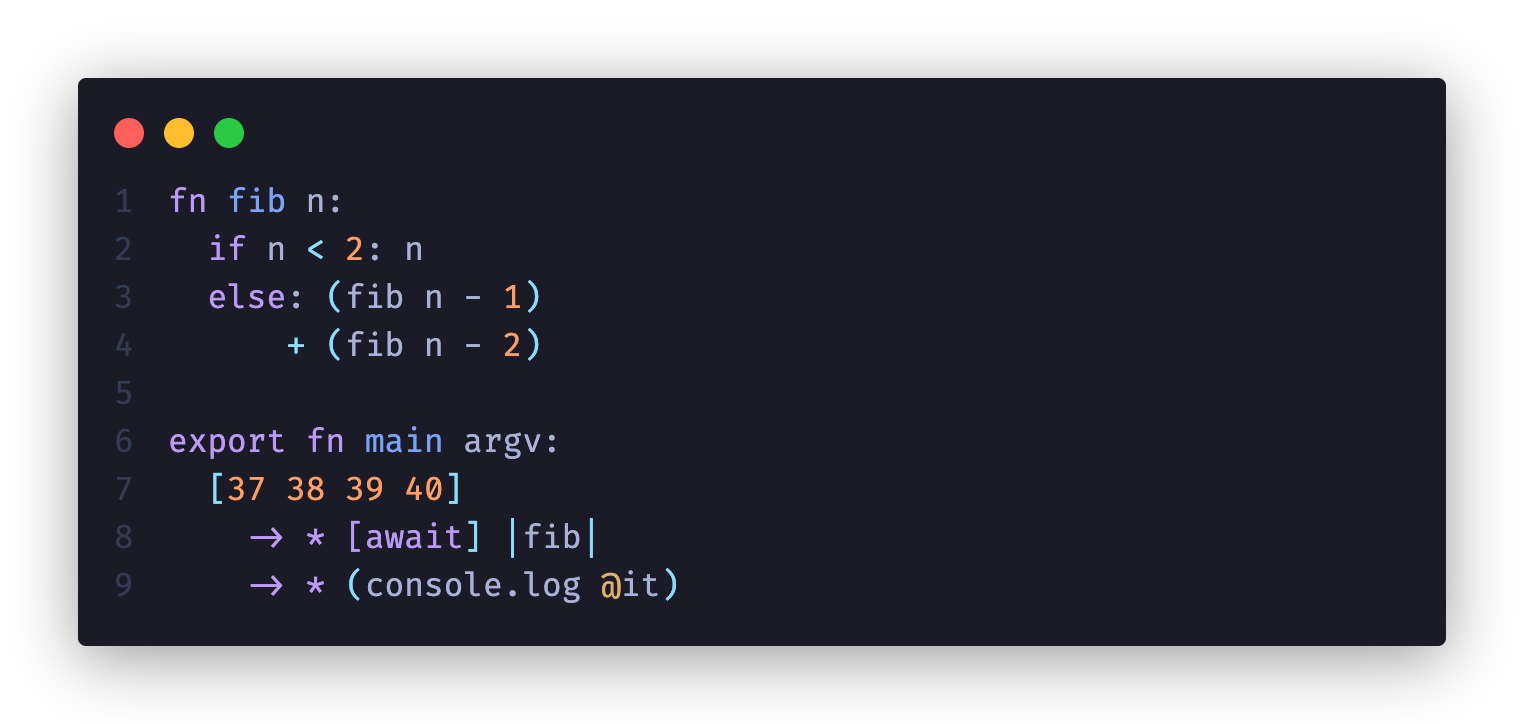 1 fn fib n:
2   if n < 2: n
3   else: (fib n - 1)
4       + (fib n - 2)
5
6 export fn main argv:
7   [37 38 39 40]
8     -> * [await] |fib|
9     -> * (console.log @it)